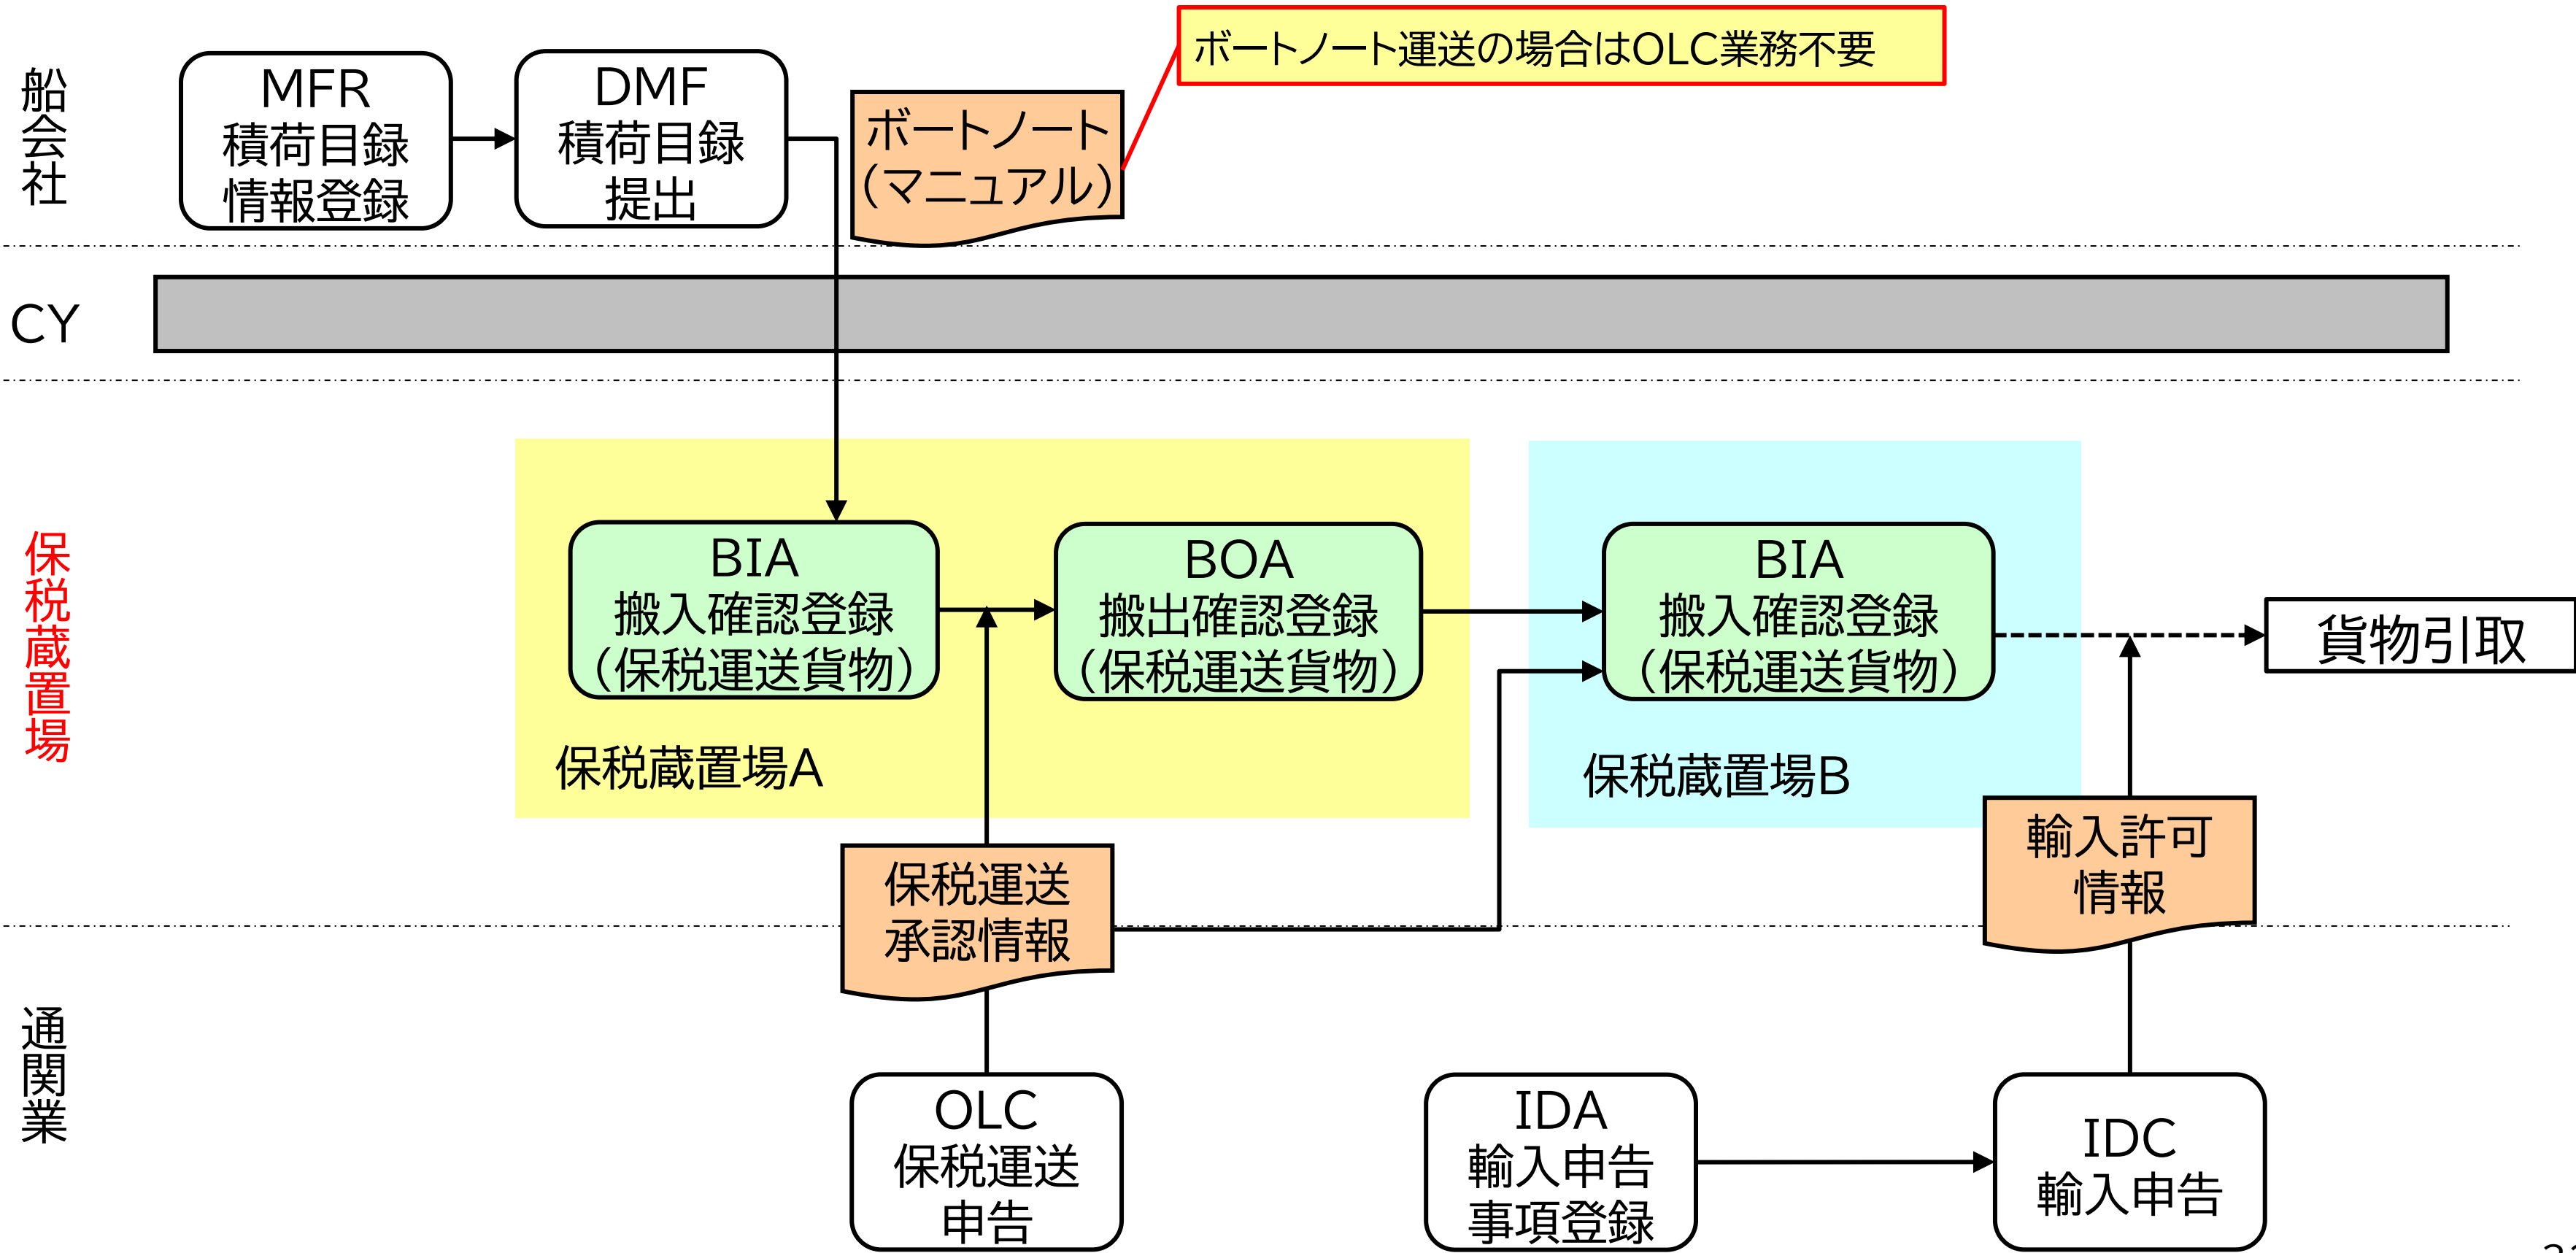 ボートノート運送の場合はOLC業務不要
船会社
MFR
積荷目録
情報登録
DMF
積荷目録
提出
ボートノート
（マニュアル）
CY
保税蔵置場
BIA
搬入確認登録
（保税運送貨物）
BOA
搬出確認登録
（保税運送貨物）
保税蔵置場A
BIA
搬入確認登録
（保税運送貨物）
保税蔵置場B
貨物引取
保税運送
承認情報
輸入許可
情報
通関業
OLC
保税運送
申告
IDA
輸入申告
事項登録
IDC
輸入申告